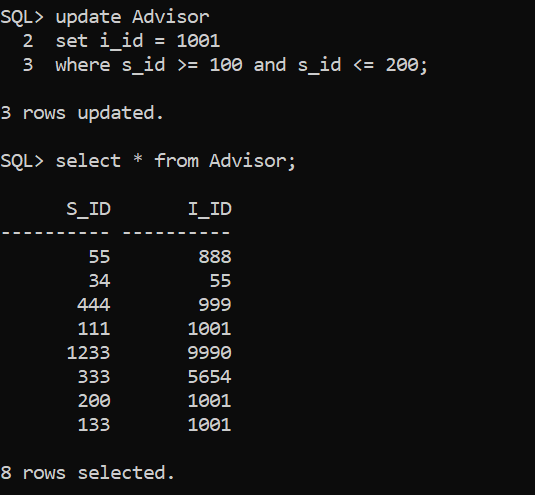 SQL> update Advisor
  2  set i_id = 1001
  3  where s_id >= 100 and s_id <= 200;
3 rows updated.
SQL> select * from Advisor;
      S_ID       I_ID
---------- ----------
        55        888
        34         55
       444        999
       111       1001
      1233       9990
       333       5654
       200       1001
       133       1001
8 rows selected.